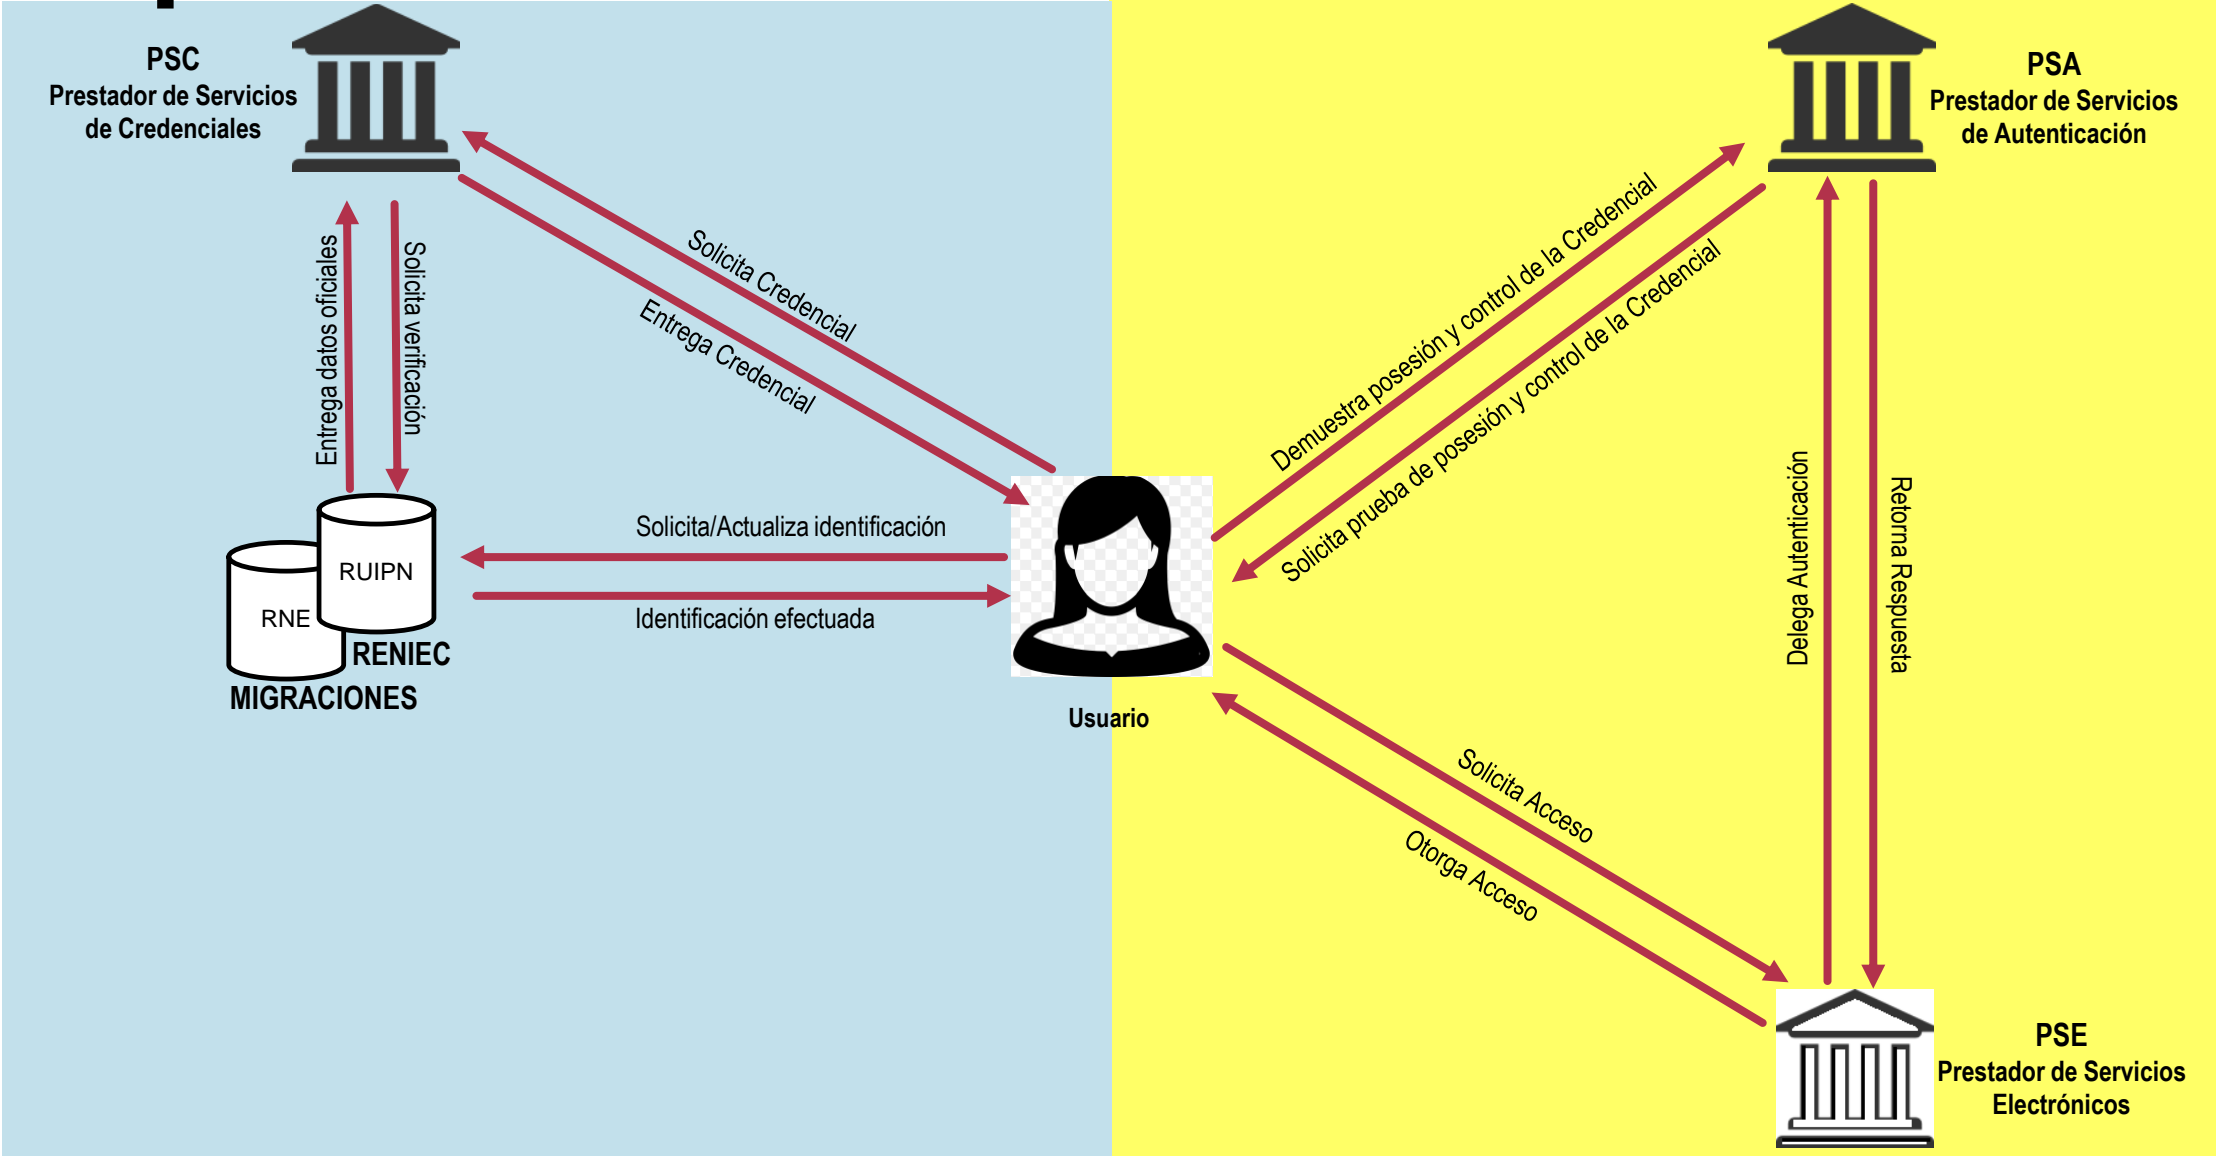 PSC
Prestador de Servicios
de Credenciales
PSA
Prestador de Servicios
de Autenticación
Solicita Credencial
Entrega Credencial
Entrega datos oficiales
Solicita verificación
Demuestra posesión y control de la Credencial
Solicita prueba de posesión y control de la Credencial
Solicita/Actualiza identificación
Identificación efectuada
RUIPN
RNE
RENIEC
MIGRACIONES
Usuario
Delega Autenticación
Retorna Respuesta
Solicita Acceso
Otorga Acceso
PSE
Prestador de Servicios
Electrónicos